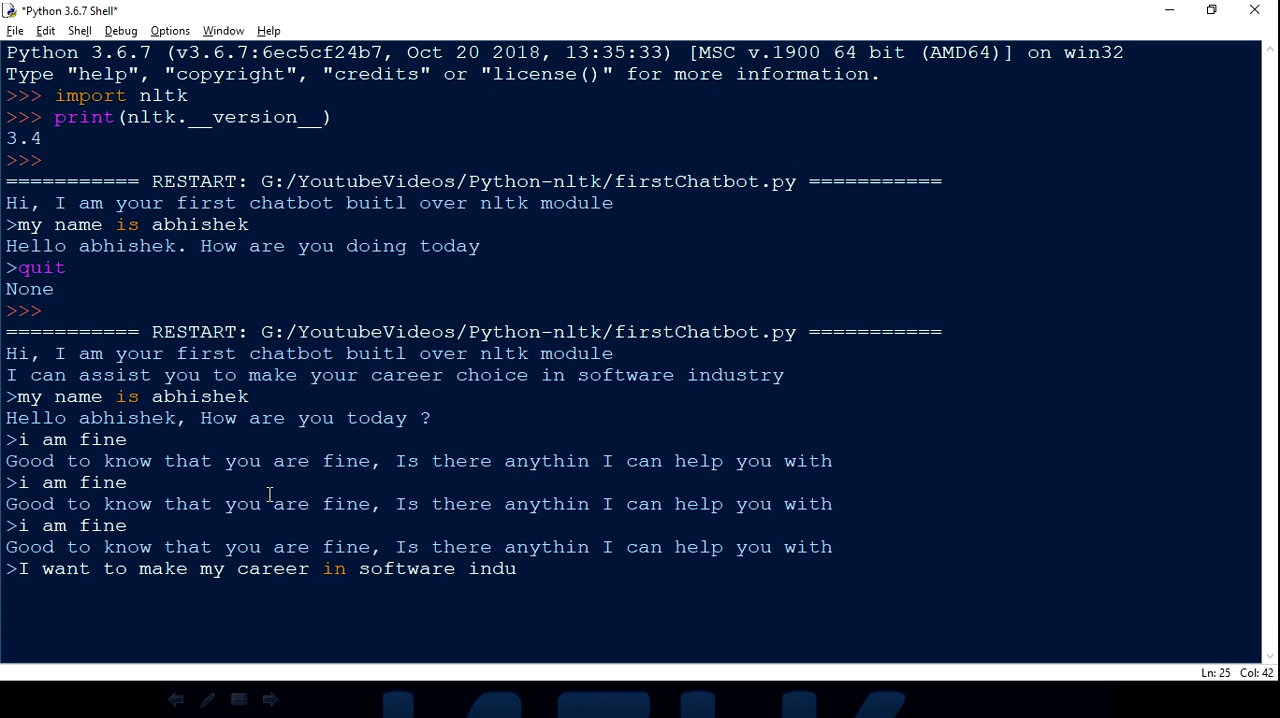 *Python 3.6.7 Shell*
File Edit Shell Debug Options Window Help
Python 3.6.7 (v3.6.7:6ec5cf24b7, Oct 20 2018, 13:35:33) [MSC v.1900 64 bit (AMD64)] on win32
Type "help", "copyright", "credits" or "license()" for more information.
>>> import nltk
>>> print(nltk.__version__)
3.4
>>>
=========== RESTART: G:/YoutubeVideos/Python-nltk/firstChatbot.py ===========
Hi, I am your first chatbot buitl over nltk module
>my name is abhishek
Hello abhishek. How are you doing today
>quit
None
>>>
=========== RESTART: G:/YoutubeVideos/Python-nltk/firstChatbot.py ===========
Hi, I am your first chatbot buitl over nltk module
I can assist you to make your career choice in software industry
>my name is abhishek
Hello abhishek, How are you today ?
>i am fine
Good to know that you are fine, Is there anythin I can help you with
>i am fine
Good to know that you are fine, Is there anythin I can help you with
>i am fine
Good to know that you are fine, Is there anythin I can help you with
>I want to make my career in software indu
Ln: 25 Col: 42